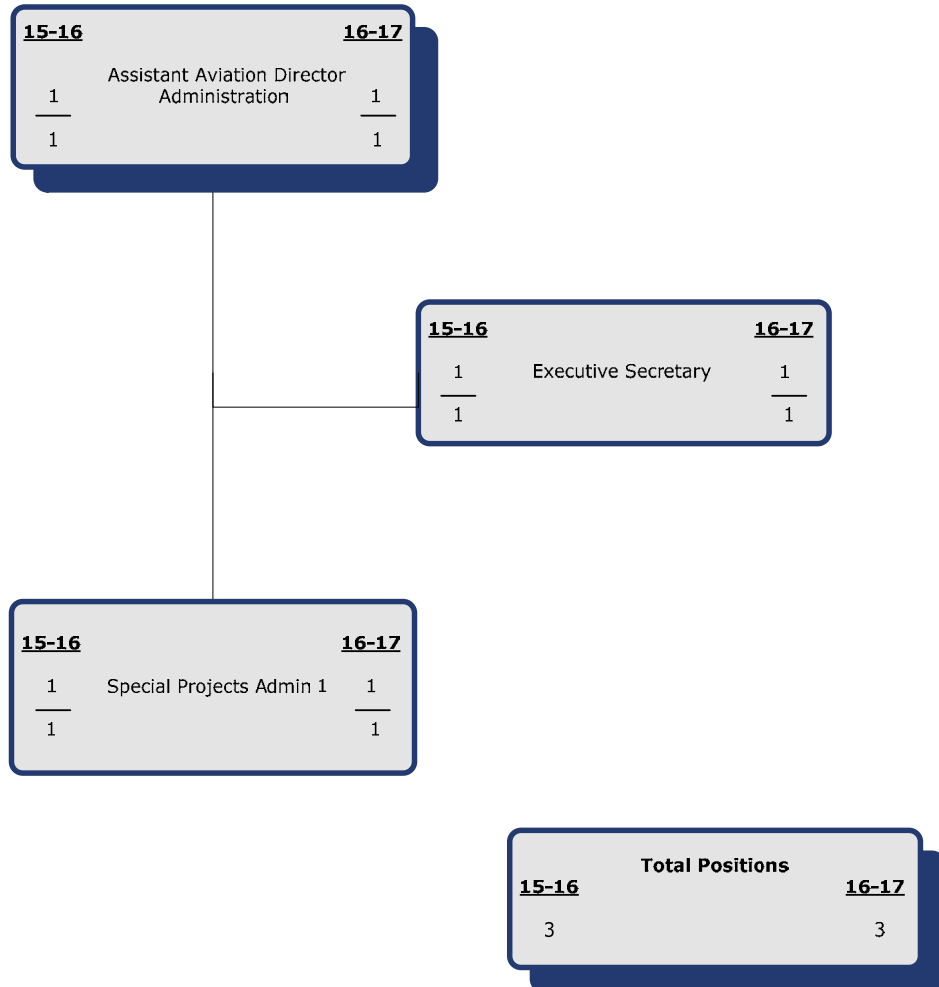 15-16 16-17
Assistant Aviation Director
1 Administration 1
1 1
15-16 16-17
1 Executive Secretary 1
1 1
15-16 16-17
1 Special Projects Admin 1 1
1 1
Total Positions
15-16 16-17
3 3